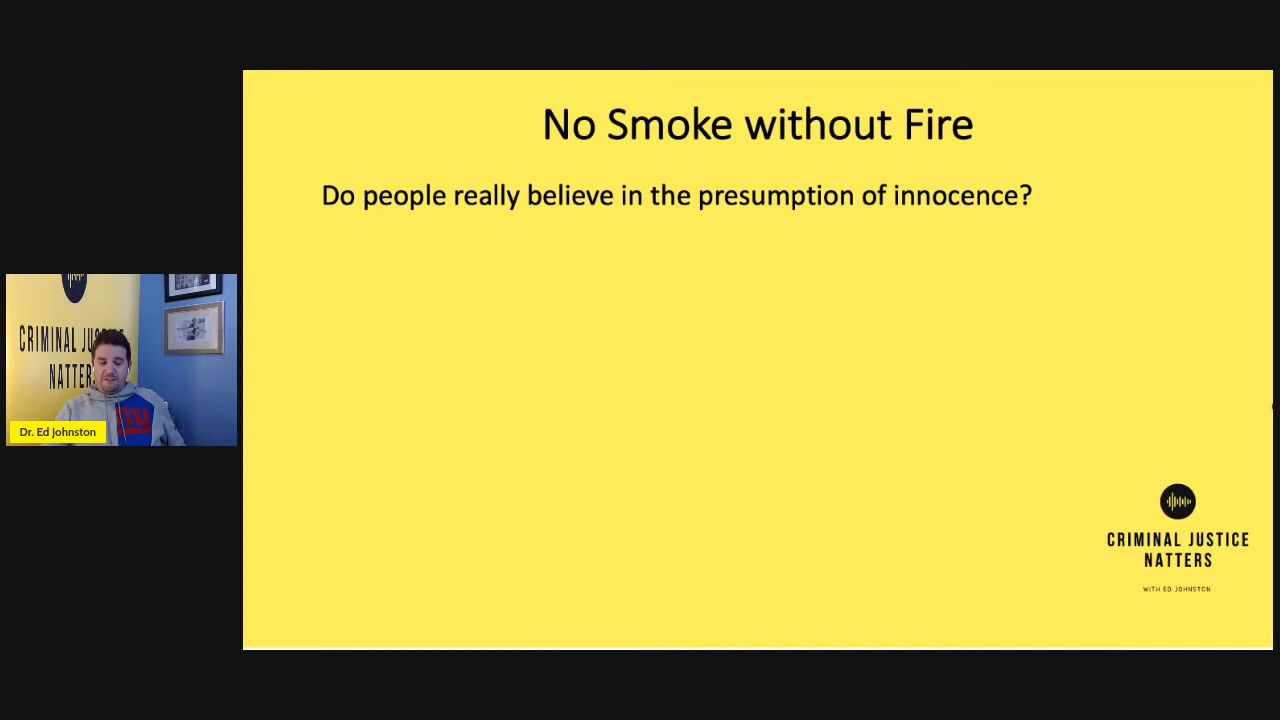 No Smoke without Fire
Do people really believe in the presumption of innocence?
CRIMINAL JUSTICE
NATTERS
Dr. Ed Johnston
NY
CRIMINAL JUSTICE
NATTERS
WITH ED JOHNSTON